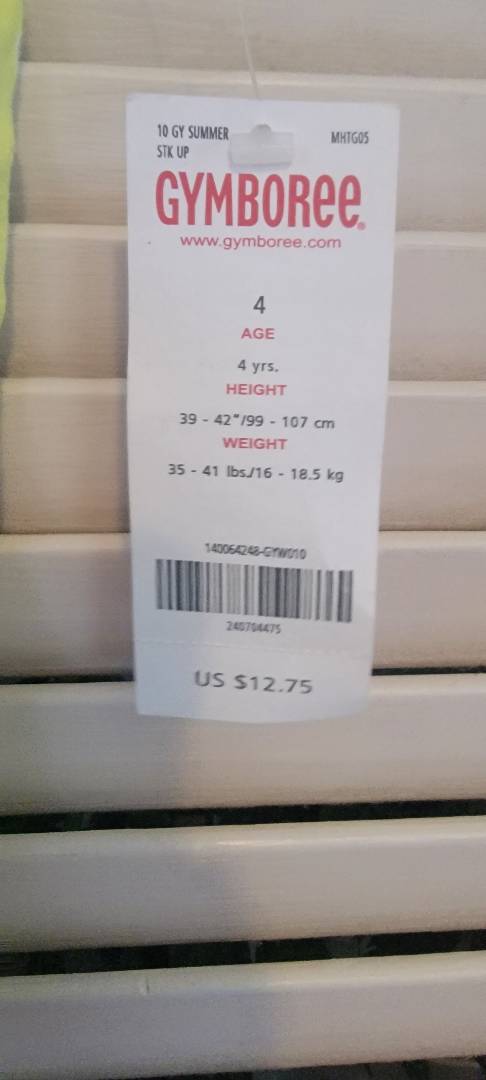 10 GY SUMMER MHTG05
STK UP
GYMBOREE®
www.gymboree.com
4
AGE
4 yrs.
HEIGHT
39 - 42"/99 - 107 cm
WEIGHT
35 - 41 lbs./16 - 18.5 kg
140064248-GYW010
240704475
US $12.75